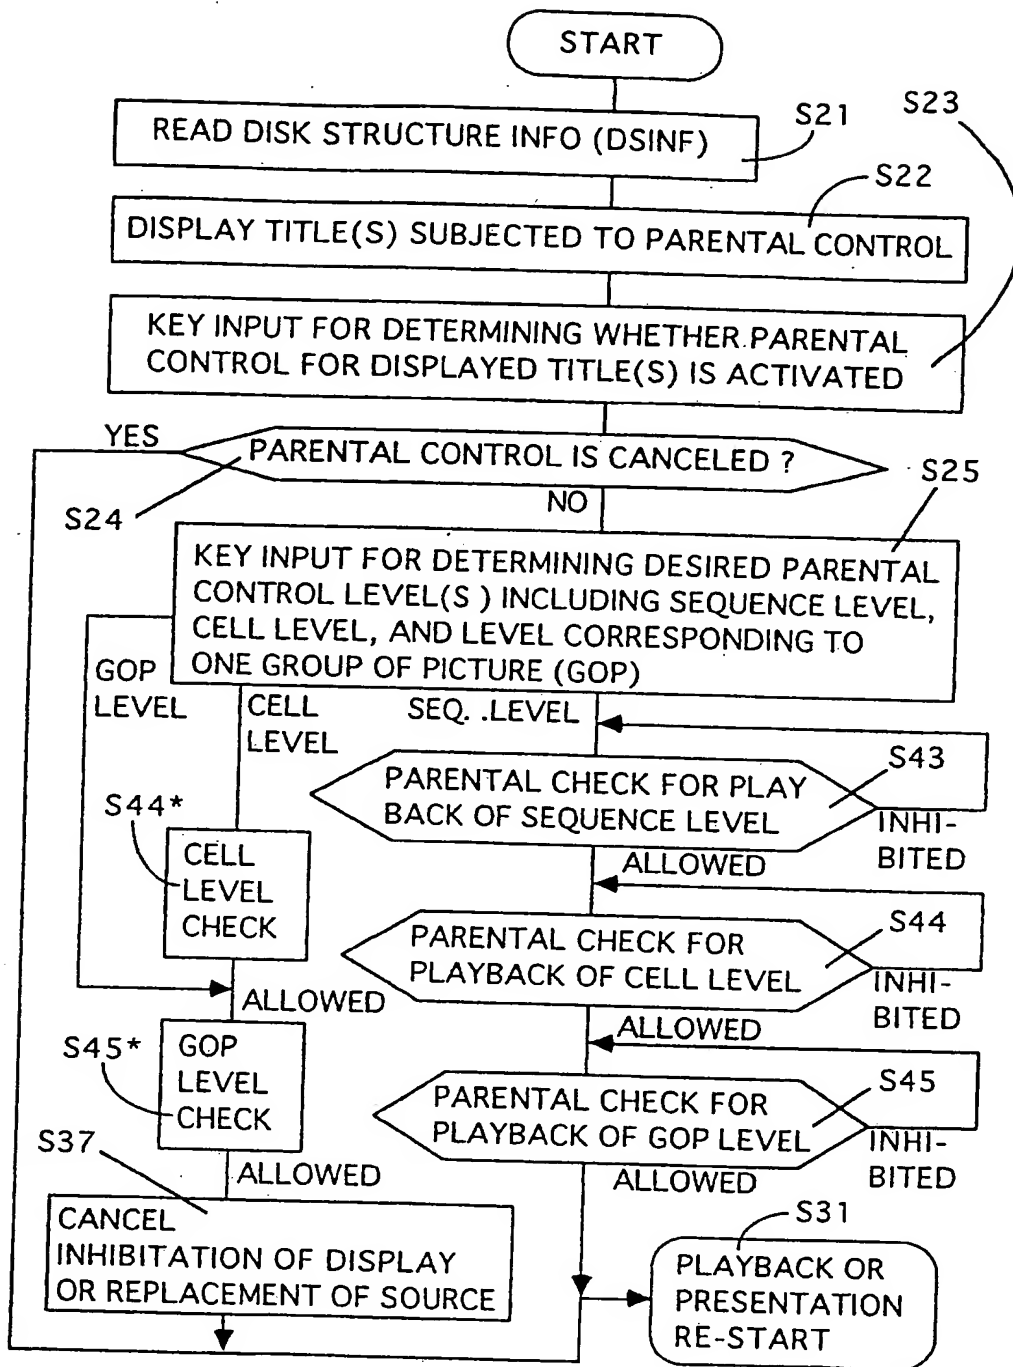 START
READ DISK STRUCTURE INFO (DSINF)
S21
S23
S22
DISPLAY TITLE(S) SUBJECTED TO PARENTAL CONTROL
KEY INPUT FOR DETERMINING WHETHER PARENTAL
CONTROL FOR DISPLAYED TITLE(S) IS ACTIVATED
YES
PARENTAL CONTROL IS CANCELED ?
S24
NO
S25
KEY INPUT FOR DETERMINING DESIRED PARENTAL
CONTROL LEVEL(S ) INCLUDING SEQUENCE LEVEL,
CELL LEVEL, AND LEVEL CORRESPONDING TO
ONE GROUP OF PICTURE (GOP)
GOP
LEVEL
CELL
LEVEL
SEQ. .LEVEL
PARENTAL CHECK FOR PLAY
BACK OF SEQUENCE LEVEL
S43
INHI-
BITED
ALLOWED
S44*
CELL
LEVEL
CHECK
PARENTAL CHECK FOR
PLAYBACK OF CELL LEVEL
S44
INHI-
BITED
ALLOWED
ALLOWED
S45*
GOP
LEVEL
CHECK
PARENTAL CHECK FOR
PLAYBACK OF GOP LEVEL
S45
INHI-
BITED
ALLOWED
S37
ALLOWED
CANCEL
INHIBITATION OF DISPLAY
OR REPLACEMENT OF SOURCE
S31
PLAYBACK OR
PRESENTATION
RE-START